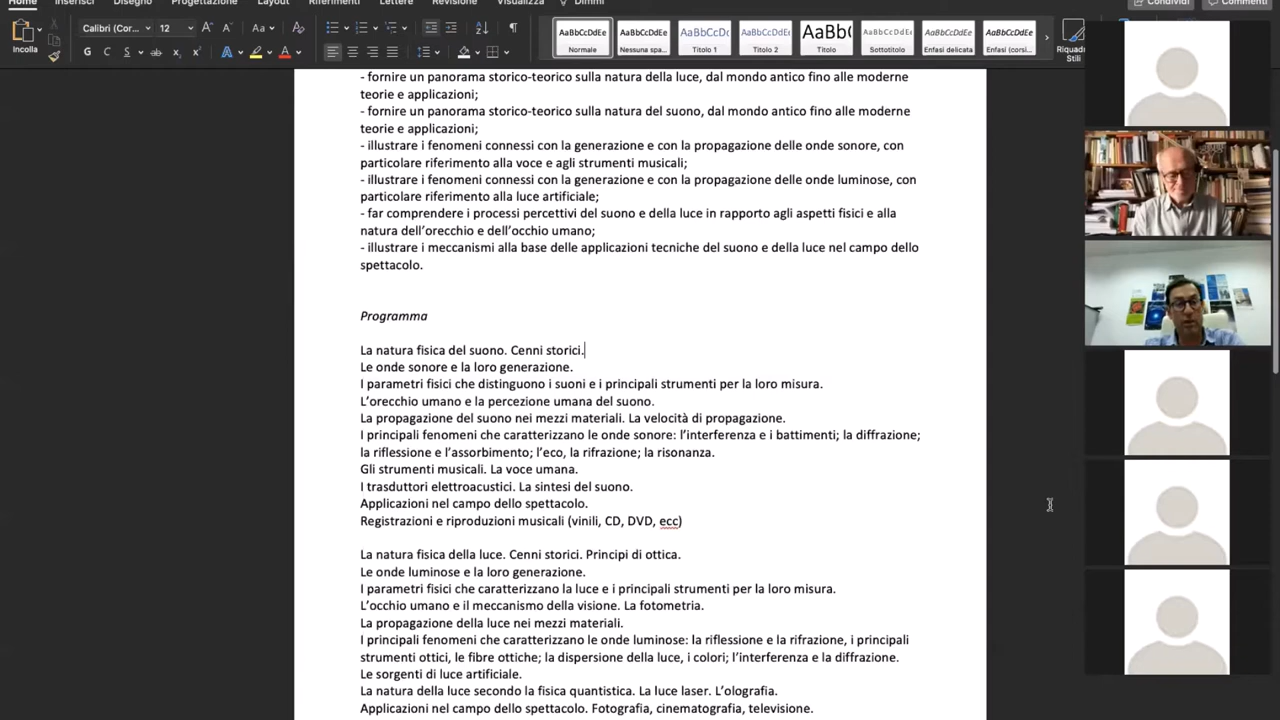 Home Inserisci Disegno Progettazione Layout Riferimenti Lettere Revisione Visualizza Dimmi Condividi Commenti
Incolla
Calibri (Cor... 12 Aa
G C S ab x
AaBbCcDdEe AaBbCcDdEe AaBbCcDc AaBbCcDdEe AaBb( AaBbCcDdEe AaBbCcDdEe AaBbCcDdEe
Normale Nessuna spa... Titolo 1 Titolo 2 Titolo Sottotitolo Enfasi delicata Enfasi (corsi...
Riquadro
Stili
- fornire un panorama storico-teorico sulla natura della luce, dal mondo antico fino alle moderne
teorie e applicazioni;
- fornire un panorama storico-teorico sulla natura del suono, dal mondo antico fino alle moderne
teorie e applicazioni;
- illustrare i fenomeni connessi con la generazione e con la propagazione delle onde sonore, con
particolare riferimento alla voce e agli strumenti musicali;
- illustrare i fenomeni connessi con la generazione e con la propagazione delle onde luminose, con
particolare riferimento alla luce artificiale;
- far comprendere i processi percettivi del suono e della luce in rapporto agli aspetti fisici e alla
natura dell’orecchio e dell’occhio umano;
- illustrare i meccanismi alla base delle applicazioni tecniche del suono e della luce nel campo dello
spettacolo.
Programma
La natura fisica del suono. Cenni storici.
Le onde sonore e la loro generazione.
I parametri fisici che distinguono i suoni e i principali strumenti per la loro misura.
L’orecchio umano e la percezione umana del suono.
La propagazione del suono nei mezzi materiali. La velocità di propagazione.
I principali fenomeni che caratterizzano le onde sonore: l’interferenza e i battimenti; la diffrazione;
la riflessione e l’assorbimento; l’eco, la rifrazione; la risonanza.
Gli strumenti musicali. La voce umana.
I trasduttori elettroacustici. La sintesi del suono.
Applicazioni nel campo dello spettacolo.
Registrazioni e riproduzioni musicali (vinili, CD, DVD, ecc)
La natura fisica della luce. Cenni storici. Principi di ottica.
Le onde luminose e la loro generazione.
I parametri fisici che caratterizzano la luce e i principali strumenti per la loro misura.
L’occhio umano e il meccanismo della visione. La fotometria.
La propagazione della luce nei mezzi materiali.
I principali fenomeni che caratterizzano le onde luminose: la riflessione e la rifrazione, i principali
strumenti ottici, le fibre ottiche; la dispersione della luce, i colori; l’interferenza e la diffrazione.
Le sorgenti di luce artificiale.
La natura della luce secondo la fisica quantistica. La luce laser. L’olografia.
Applicazioni nel campo dello spettacolo. Fotografia, cinematografia, televisione.